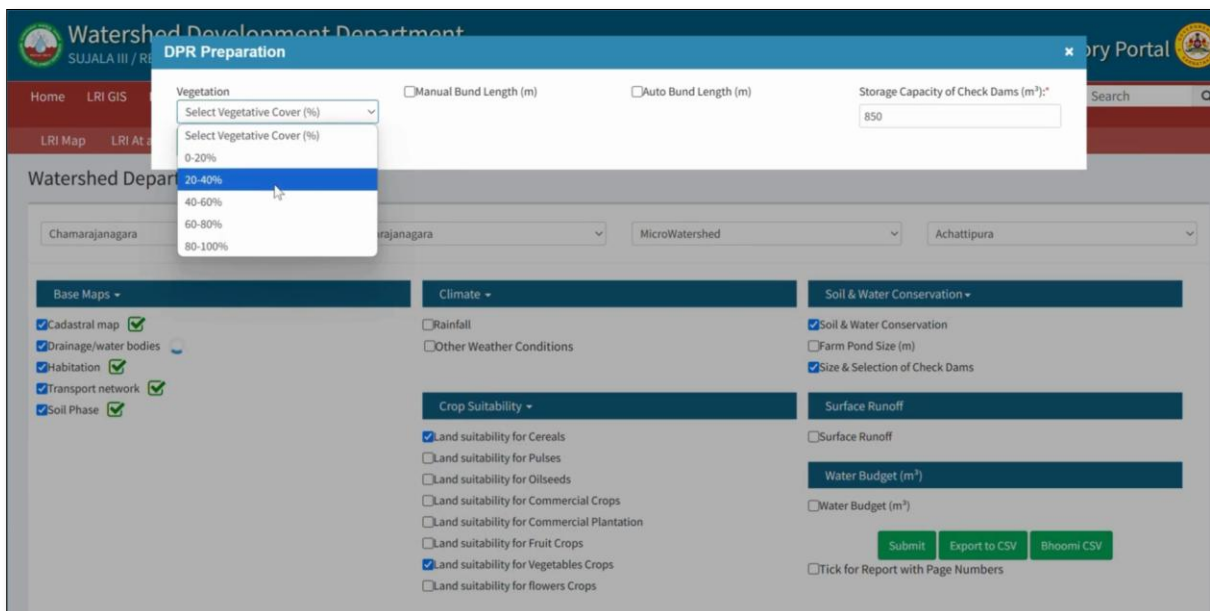 Watershed Development Department
SUJALA III / RE
ory Portal
DPR Preparation
×
Home LRI GIS
Search
LRI Map LRI At a
Vegetation
Select Vegetative Cover (%)
Select Vegetative Cover (%)
0-20%
20-40%
40-60%
60-80%
80-100%
Manual Bund Length (m)
Auto Bund Length (m)
Storage Capacity of Check Dams (m³):*
850
Watershed Depart
Chamarajanagara
rajanagara
MicroWatershed
Achattipura
Base Maps
Cadastral map
Drainage/water bodies
Habitation
Transport network
Soil Phase
Climate
Rainfall
Other Weather Conditions
Crop Suitability
Land suitability for Cereals
Land suitability for Pulses
Land suitability for Oilseeds
Land suitability for Commercial Crops
Land suitability for Commercial Plantation
Land suitability for Fruit Crops
Land suitability for Vegetables Crops
Land suitability for flowers Crops
Soil & Water Conservation
Soil & Water Conservation
Farm Pond Size (m)
Size & Selection of Check Dams
Surface Runoff
Surface Runoff
Water Budget (m³)
Water Budget (m³)
Submit Export to CSV Bhoomi CSV
Tick for Report with Page Numbers